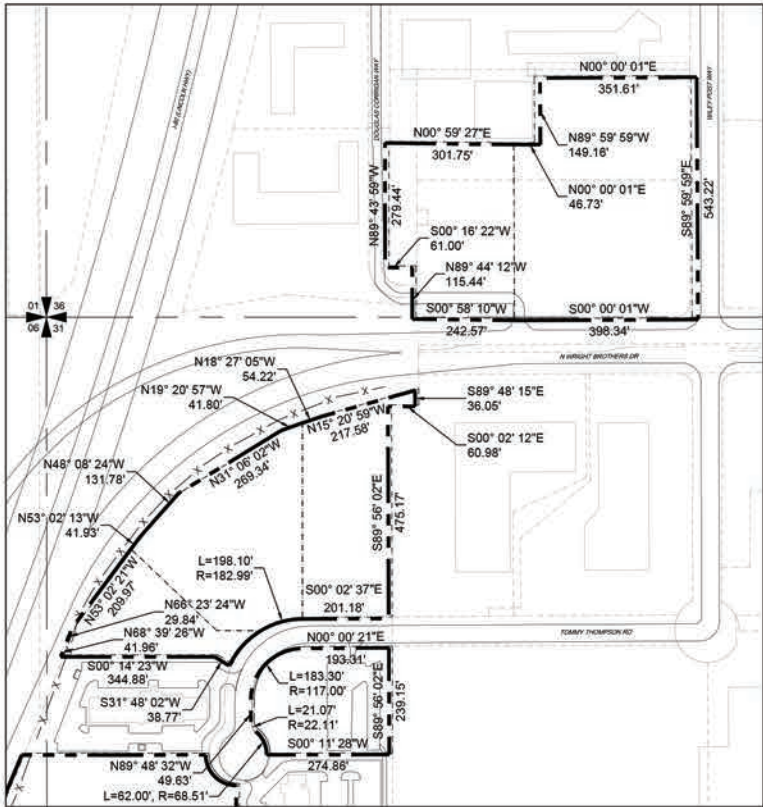 I-80 (LINCOLN HWY)
DOUGLAS CORRIGAN WAY
WILEY POST WAY
N00° 00' 01"E
351.61'
N00° 59' 27"E
301.75'
N89° 59' 59"W
149.16'
N00° 00' 01"E
46.73'
N89° 43' 59"W
279.44'
S89° 59' 59"E
543.22'
S00° 16' 22"W
61.00'
N89° 44' 12"W
115.44'
S00° 58' 10"W
242.57'
S00° 00' 01"W
398.34'
01 36
06 31
N WRIGHT BROTHERS DR
N18° 27' 05"W
54.22'
N19° 20' 57"W
41.80'
N15° 20' 59"W
217.58'
S89° 48' 15"E
36.05'
S00° 02' 12"E
60.98'
N31° 06' 02"W
269.34'
N48° 08' 24"W
131.78'
S89° 56' 02"E
475.17'
N53° 02' 13"W
41.93'
N53° 02' 21"W
209.97'
L=198.10'
R=182.99'
S00° 02' 37"E
201.18'
N66° 23' 24"W
29.84'
N68° 39' 26"W
41.96'
N00° 00' 21"E
193.31'
TOMMY THOMPSON RD
S00° 14' 23"W
344.88'
L=183.30'
R=117.00'
S89° 56' 02"E
239.15'
S31° 48' 02"W
38.77'
L=21.07'
R=22.11'
S00° 11' 28"W
274.86'
N89° 48' 32"W
49.63'
L=62.00', R=68.51'